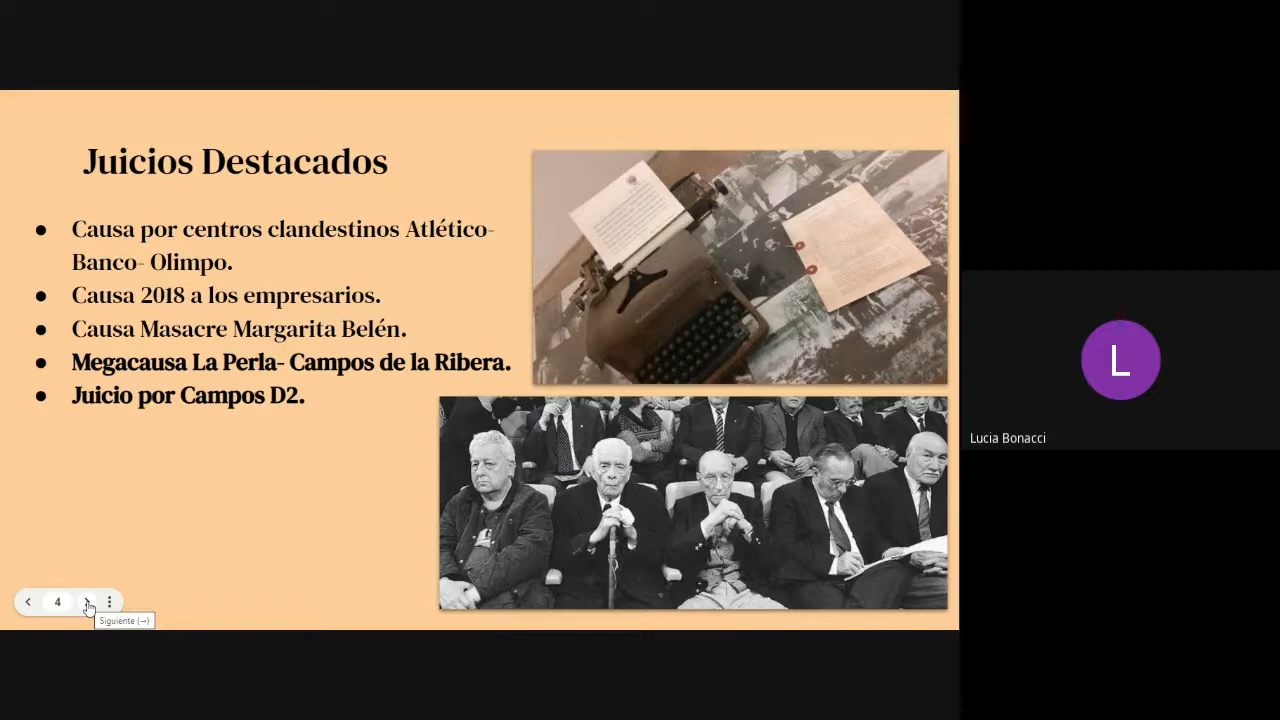 Juicios Destacados
● Causa por centros clandestinos Atlético-
Banco- Olimpo.
● Causa 2018 a los empresarios.
● Causa Masacre Margarita Belén.
● Megacausa La Perla- Campos de la Ribera.
● Juicio por Campos D2.
4
Siguiente (→)
L
Lucia Bonacci